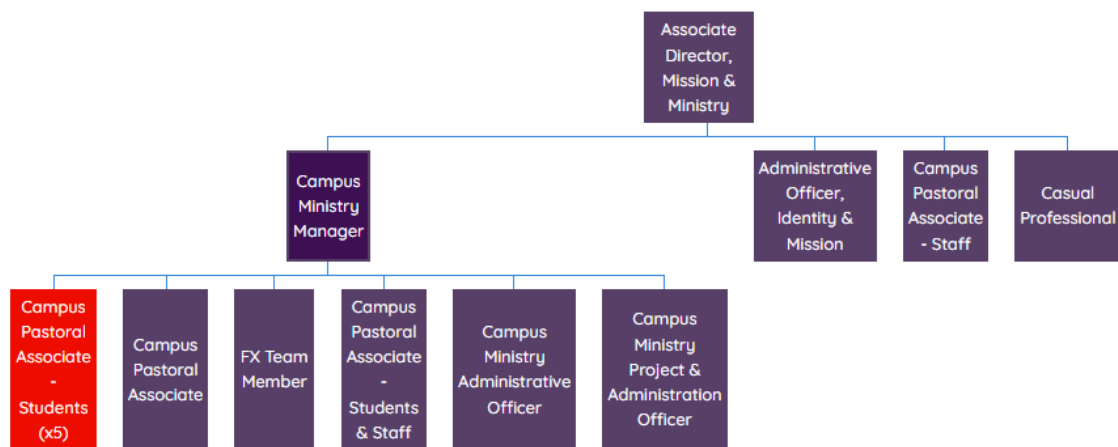 Associate
Director,
Mission &
Ministry
Campus
Ministry
Manager
Administrative
Officer,
Identity &
Mission
Campus
Pastoral
Associate
- Staff
Casual
Professional
Campus
Pastoral
Associate
-
Students
(x5)
Campus
Pastoral
Associate
FX Team
Member
Campus
Pastoral
Associate
-
Students
& Staff
Campus
Ministry
Administrative
Officer
Campus
Ministry
Project &
Administration
Officer